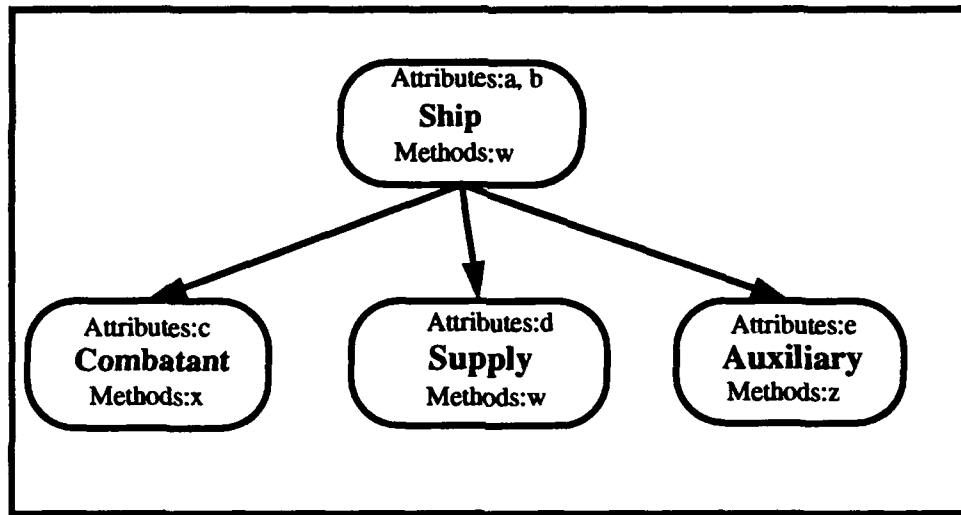 Attributes:a, b
Ship
Methods:w
Attributes:c
Combatant
Methods:x
Attributes:d
Supply
Methods:w
Attributes:e
Auxiliary
Methods:z